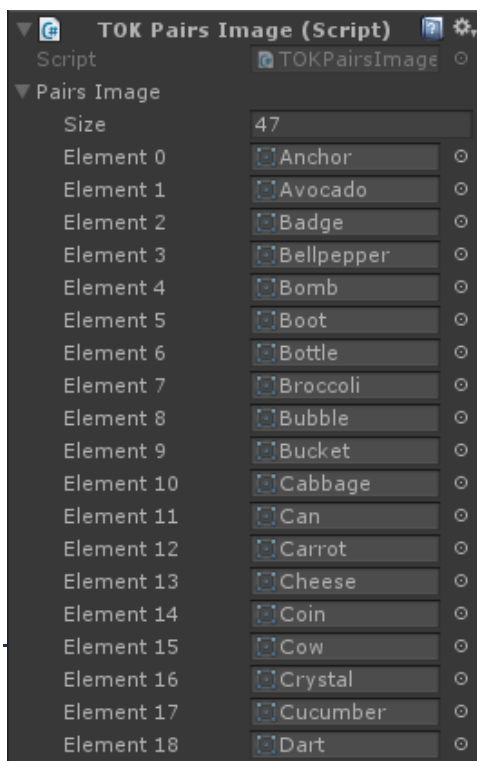 TOK Pairs Image (Script)
Script TOKPairsImage
Pairs Image
Size 47
Element 0 Anchor
Element 1 Avocado
Element 2 Badge
Element 3 Bellpepper
Element 4 Bomb
Element 5 Boot
Element 6 Bottle
Element 7 Broccoli
Element 8 Bubble
Element 9 Bucket
Element 10 Cabbage
Element 11 Can
Element 12 Carrot
Element 13 Cheese
Element 14 Coin
Element 15 Cow
Element 16 Crystal
Element 17 Cucumber
Element 18 Dart